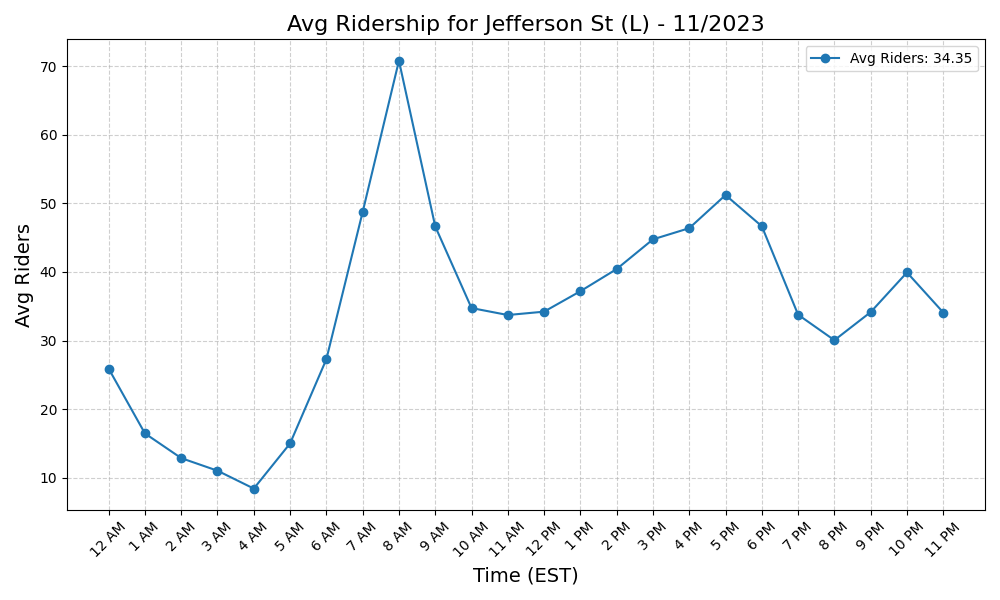 Avg Ridership for Jefferson St (L) - 11/2023
Avg Riders: 34.35
Avg Riders
70
60
50
40
30
20
10
12 AM
1 AM
2 AM
3 AM
4 AM
5 AM
6 AM
7 AM
8 AM
9 AM
10 AM
11 AM
12 PM
1 PM
2 PM
3 PM
4 PM
5 PM
6 PM
7 PM
8 PM
9 PM
10 PM
11 PM
Time (EST)